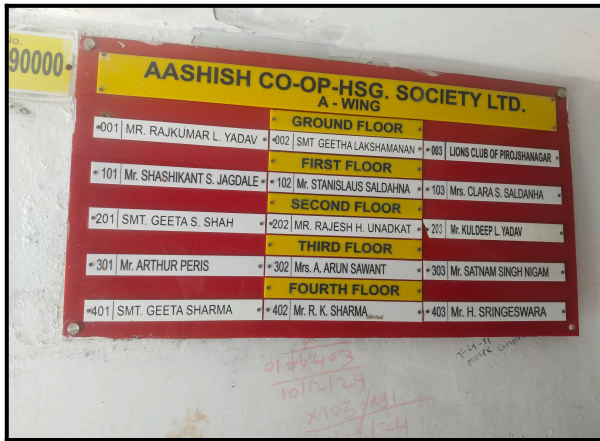 No.
90000
AASHISH CO-OP-HSG. SOCIETY LTD.
A - WING
GROUND FLOOR
001 MR. RAJKUMAR L. YADAV 002 SMT GEETHA LAKSHAMANAN 003 LIONS CLUB OF PIROJSHANAGAR
FIRST FLOOR
101 Mr. SHASHIKANT S. JAGDALE 102 Mr. STANISLAUS SALDAHNA 103 Mrs. CLARA S. SALDANHA
SECOND FLOOR
201 SMT. GEETA S. SHAH 202 MR. RAJESH H. UNADKAT 203 Mr. KULDEEP L. YADAV
THIRD FLOOR
301 Mr. ARTHUR PERIS 302 Mrs. A. ARUN SAWANT 303 Mr. SATNAM SINGH NIGAM
FOURTH FLOOR
401 SMT. GEETA SHARMA 402 Mr. R. K. SHARMA 403 Mr. H. SRINGESWARA